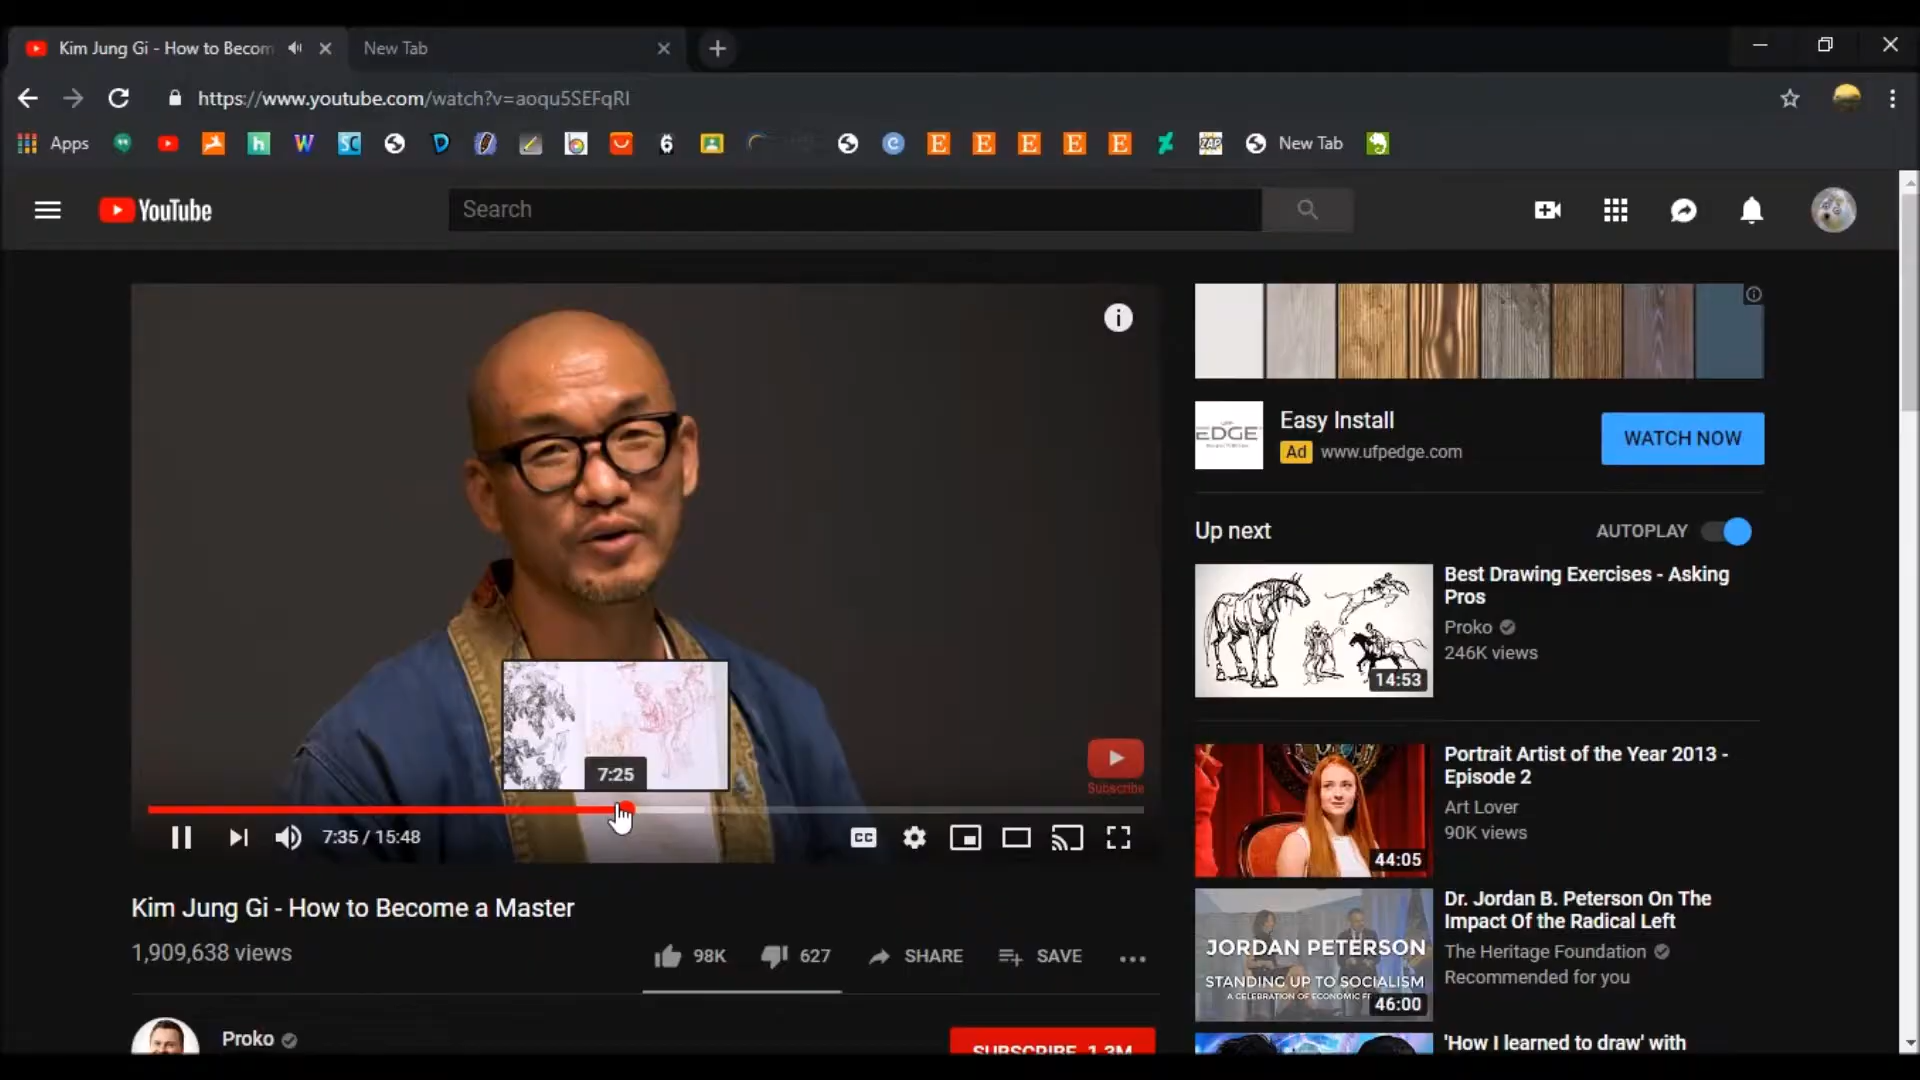 Kim Jung Gi - How to Becom
New Tab
https://www.youtube.com/watch?v=aoqu5SEFqRI
Apps
New Tab
YouTube
Search
Easy Install
EDGE
Ad www.ufpedge.com
WATCH NOW
Up next
AUTOPLAY
Best Drawing Exercises - Asking
Pros
Proko
246K views
14:53
7:25
Subscribe
7:35 / 15:48
CC
Portrait Artist of the Year 2013 -
Episode 2
Art Lover
90K views
44:05
Kim Jung Gi - How to Become a Master
1,909,638 views
98K
627
SHARE
SAVE
Dr. Jordan B. Peterson On The
Impact Of the Radical Left
The Heritage Foundation
Recommended for you
JORDAN PETERSON
STANDING UP TO SOCIALISM
A CELEBRATION OF ECONOMIC
46:00
Proko
SUBSCRIBE 1.3M
'How I learned to draw' with